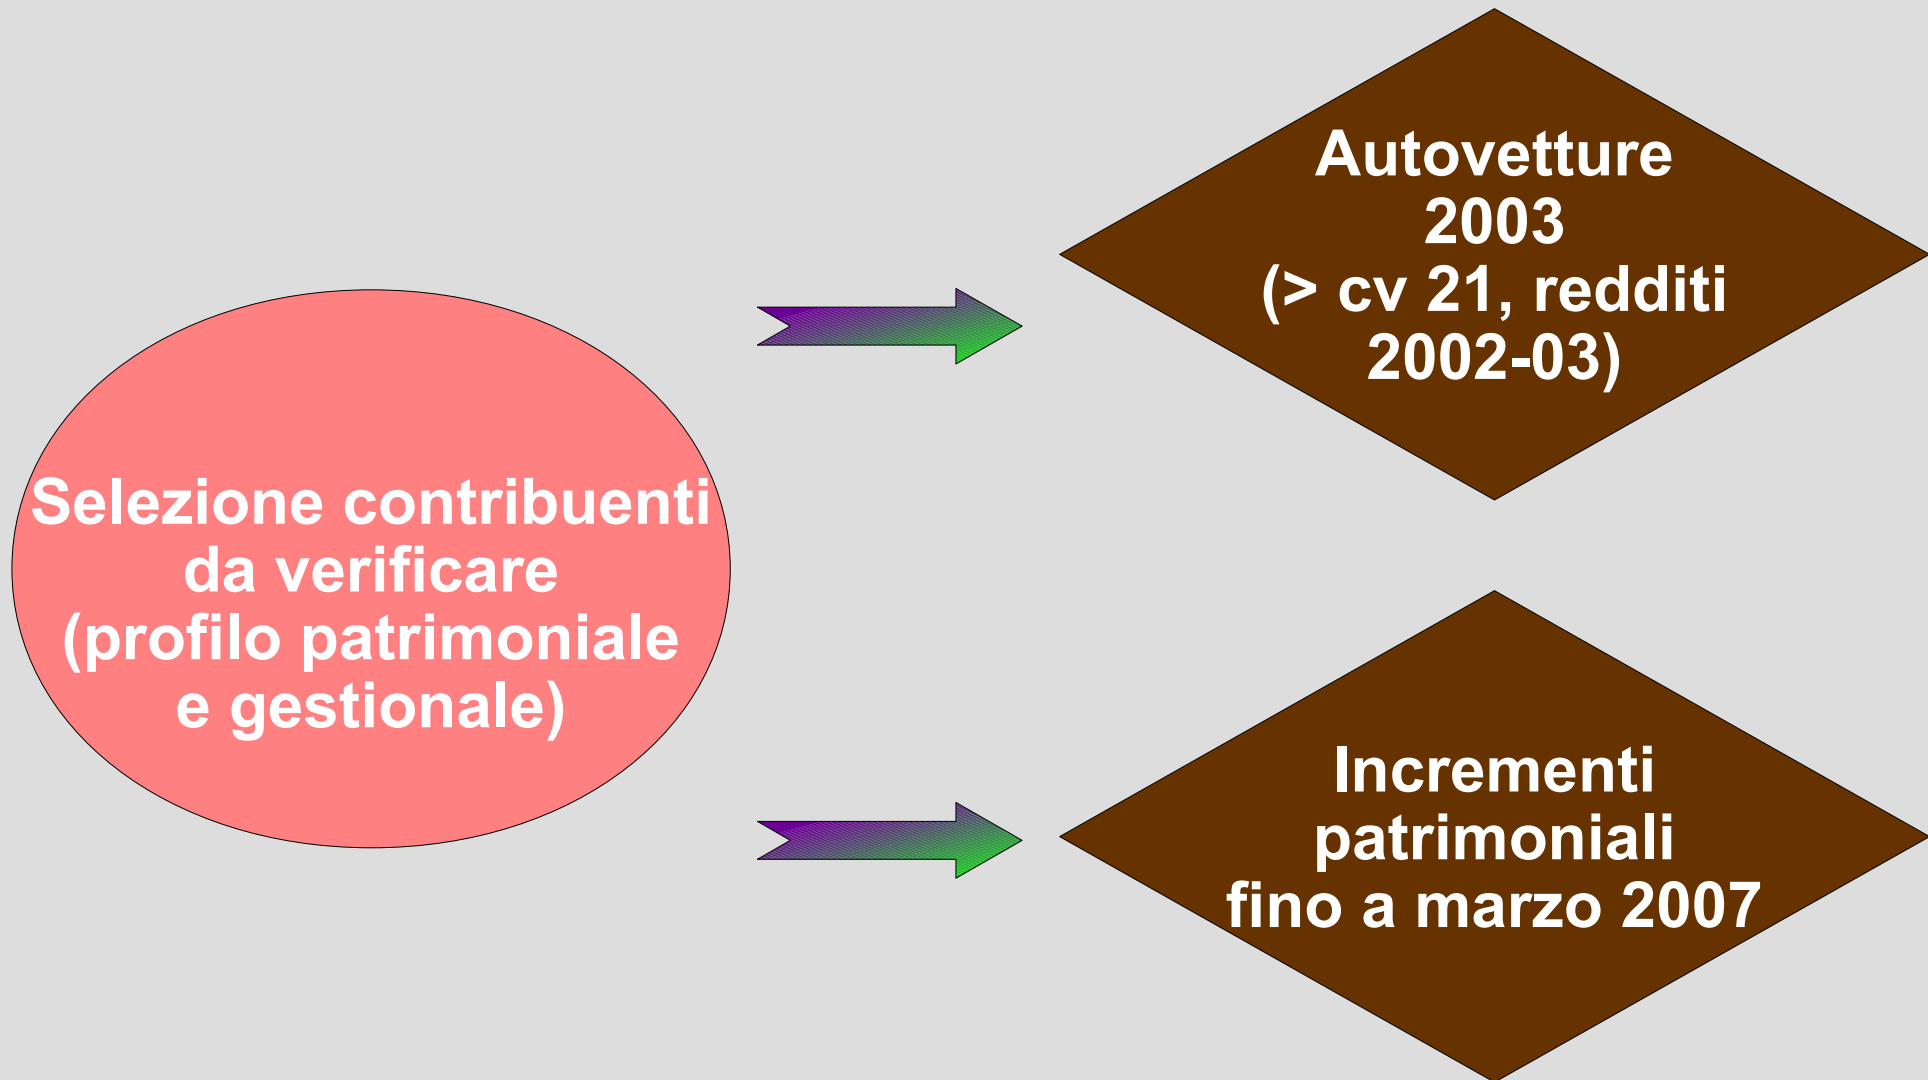 Selezione contribuenti
da verificare
(profilo patrimoniale
e gestionale)
Autovetture
2003
(> cv 21, redditi
2002-03)
Incrementi
patrimoniali
fino a marzo 2007